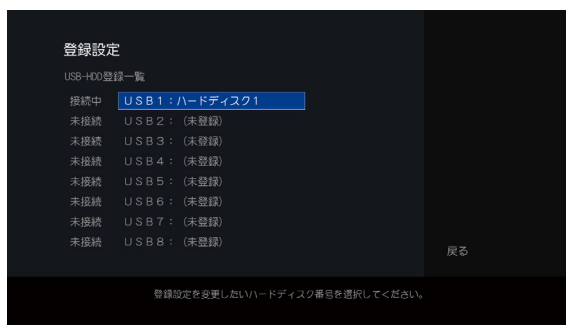 登録設定
USB-HDD登録一覧
接続中 USB1：ハードディスク1
未接続 USB2：（未登録）
未接続 USB3：（未登録）
未接続 USB4：（未登録）
未接続 USB5：（未登録）
未接続 USB6：（未登録）
未接続 USB7：（未登録）
未接続 USB8：（未登録）
戻る
登録設定を変更したいハードディスク番号を選択してください。